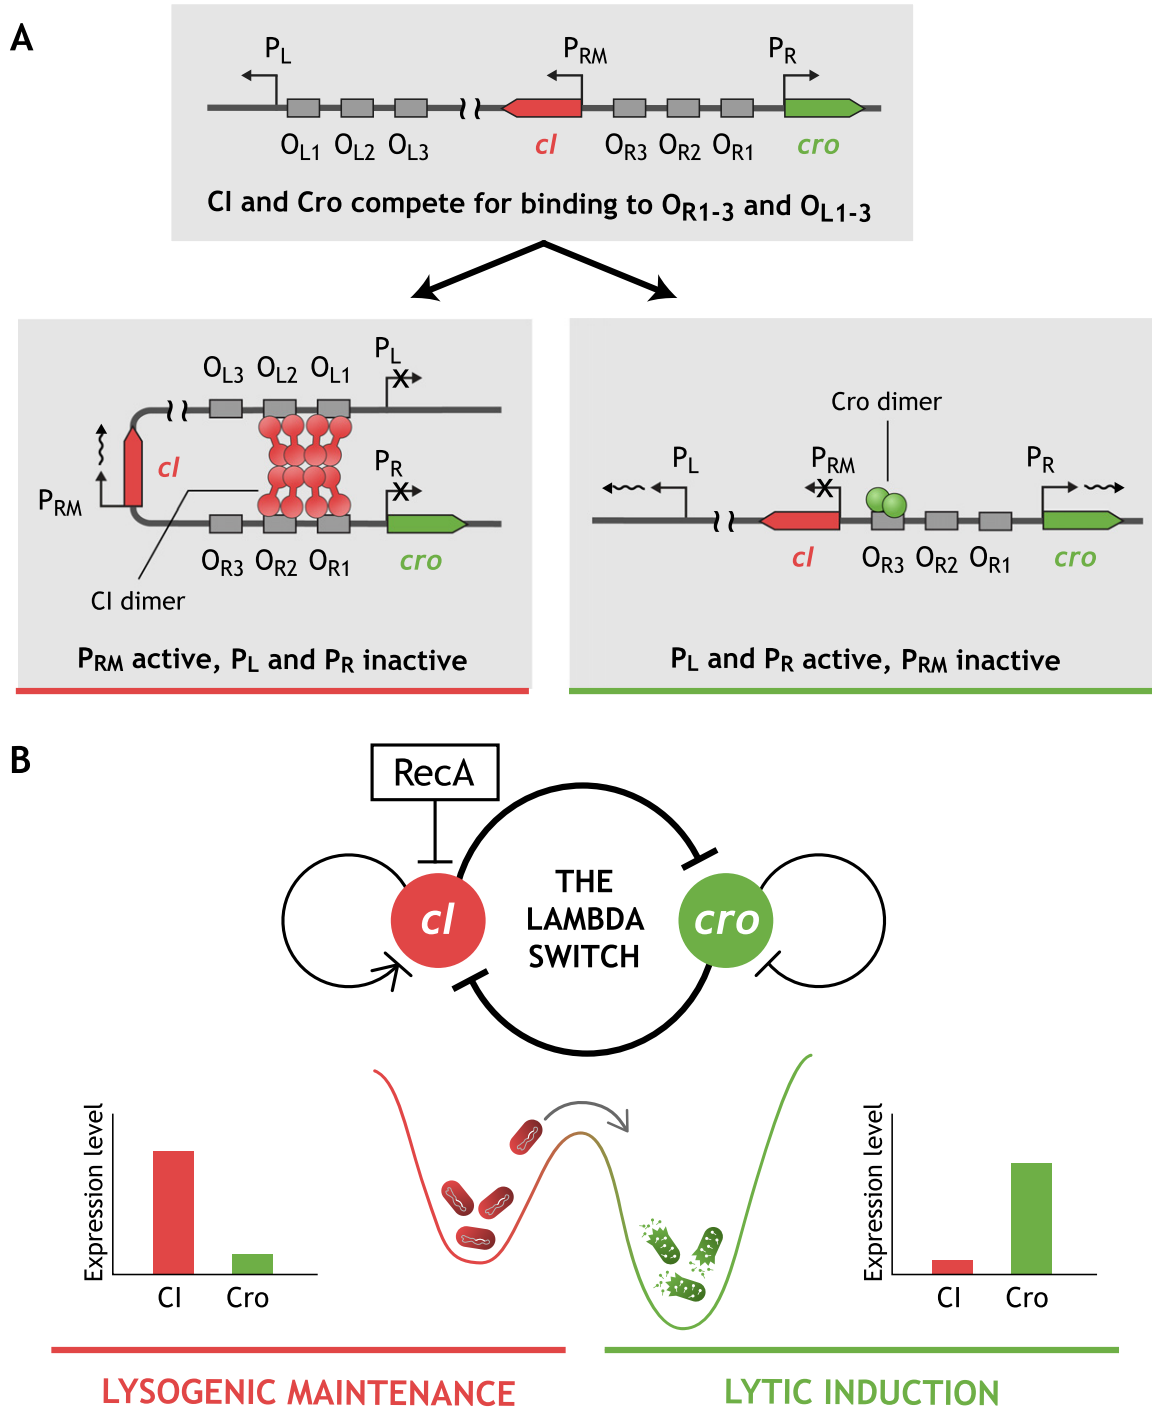 A
PL PRM PR
OL1 OL2 OL3 cI OR3 OR2 OR1 cro
CI and Cro compete for binding to OR1-3 and OL1-3
OL3 OL2 OL1 PL
X
cI
PR
X
PRM
OR3 OR2 OR1 cro
CI dimer
PRM active, PL and PR inactive
Cro dimer
PL PRM PR
X
cI OR3 OR2 OR1 cro
PL and PR active, PRM inactive
B
RecA
THE
LAMBDA
SWITCH
cI
cro
Expression level
CI Cro
Expression level
CI Cro
LYSOGENIC MAINTENANCE
LYTIC INDUCTION